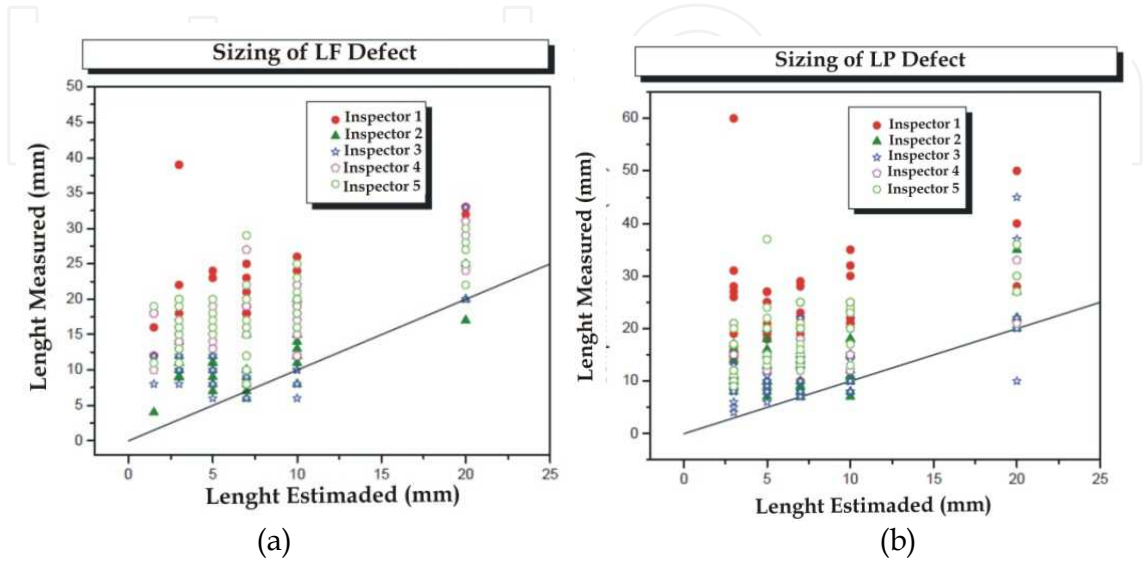 Sizing of LF Defect
50
45
40
35
30
25
20
15
10
5
0
Lenght Measured (mm)
Inspector 1
Inspector 2
Inspector 3
Inspector 4
Inspector 5
0 5 10 15 20 25
Lenght Estimaded (mm)
(a)
Sizing of LP Defect
60
50
40
30
20
10
0
Lenght Measured (mm)
Inspector 1
Inspector 2
Inspector 3
Inspector 4
Inspector 5
0 5 10 15 20 25
Lenght Estimaded (mm)
(b)